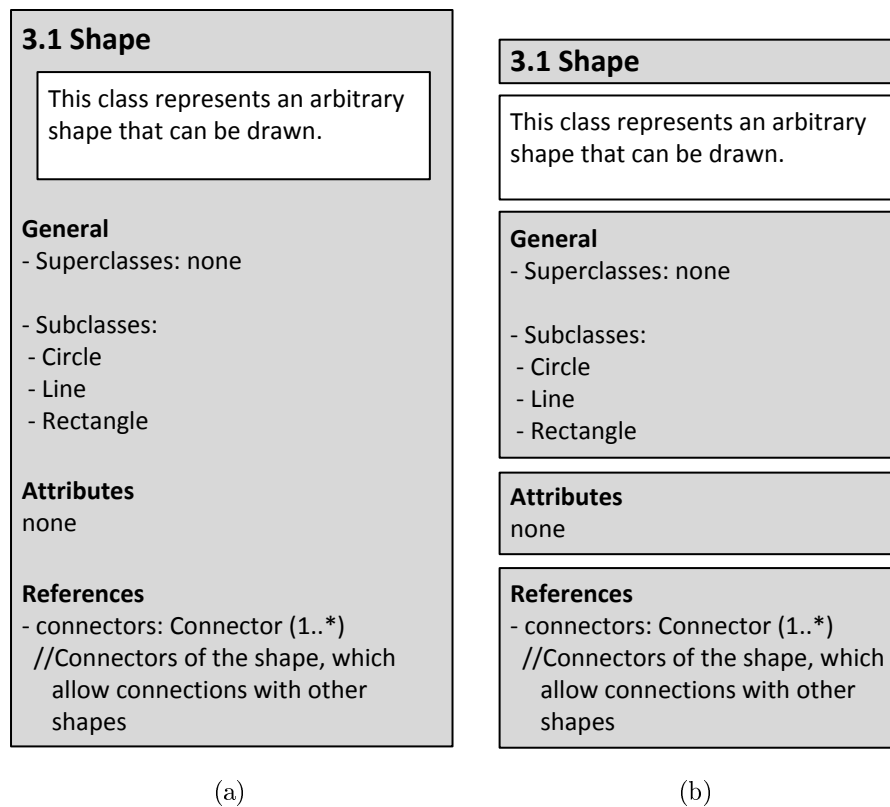 3.1 Shape
This class represents an arbitrary
shape that can be drawn.
General
- Superclasses: none
- Subclasses:
- Circle
- Line
- Rectangle
Attributes
none
References
- connectors: Connector (1..*)
//Connectors of the shape, which
allow connections with other
shapes
(a)
3.1 Shape
This class represents an arbitrary
shape that can be drawn.
General
- Superclasses: none
- Subclasses:
- Circle
- Line
- Rectangle
Attributes
none
References
- connectors: Connector (1..*)
//Connectors of the shape, which
allow connections with other
shapes
(b)